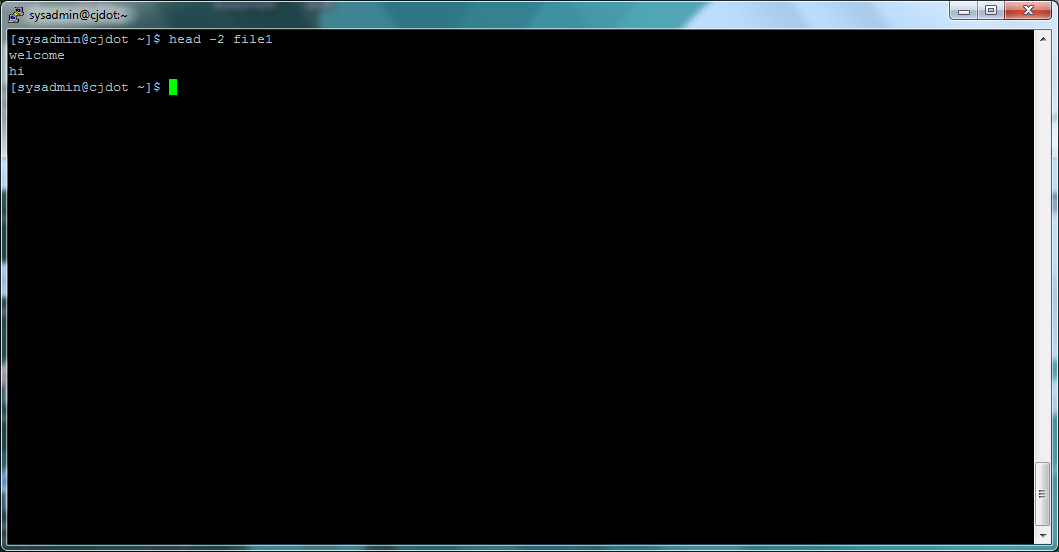 sysadmin@cjdot:~
[sysadmin@cjdot ~]$ head -2 file1
welcome
hi
[sysadmin@cjdot ~]$